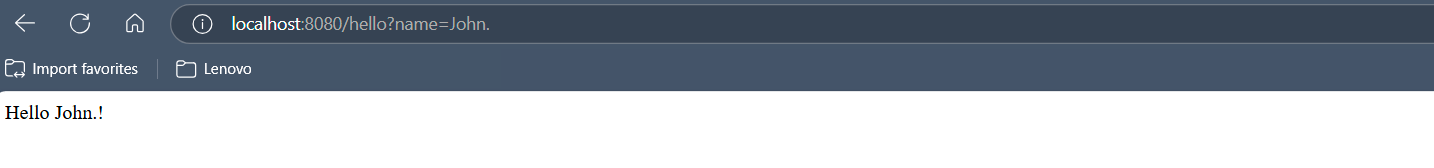 localhost:8080/hello?name=John.
Import favorites Lenovo
Hello John.!